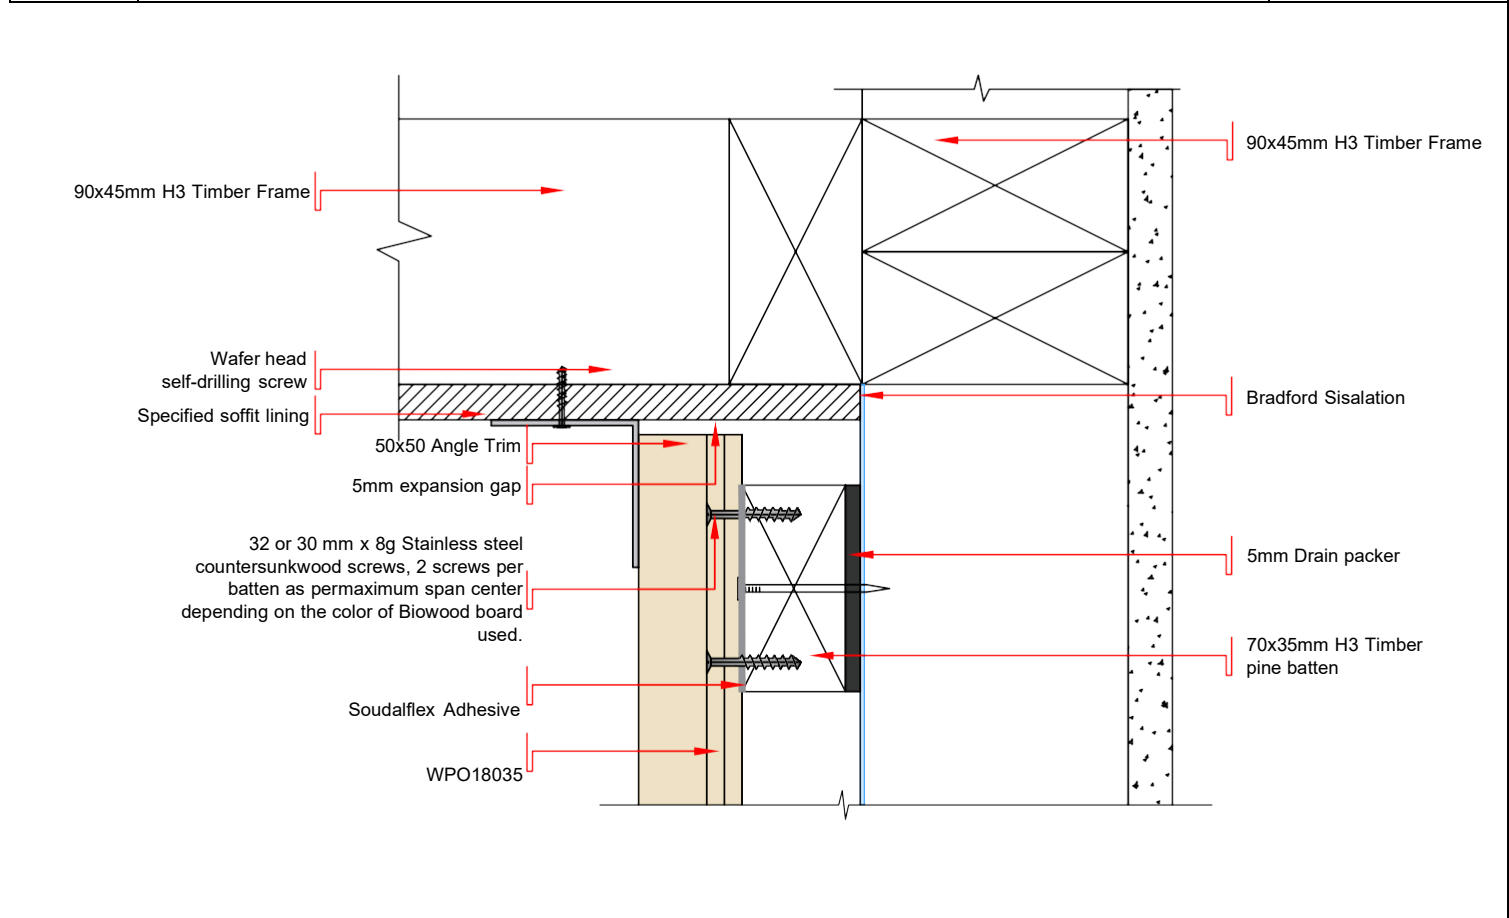 90x45mm H3 Timber Frame
90x45mm H3 Timber Frame
Wafer head
self-drilling screw
Specified soffit lining
Bradford Sisalation
50x50 Angle Trim
5mm expansion gap
32 or 30 mm x 8g Stainless steel
countersunkwood screws, 2 screws per
batten as permaximum span center
depending on the color of Biowood board
used.
5mm Drain packer
70x35mm H3 Timber
pine batten
Soudalflex Adhesive
WPO18035